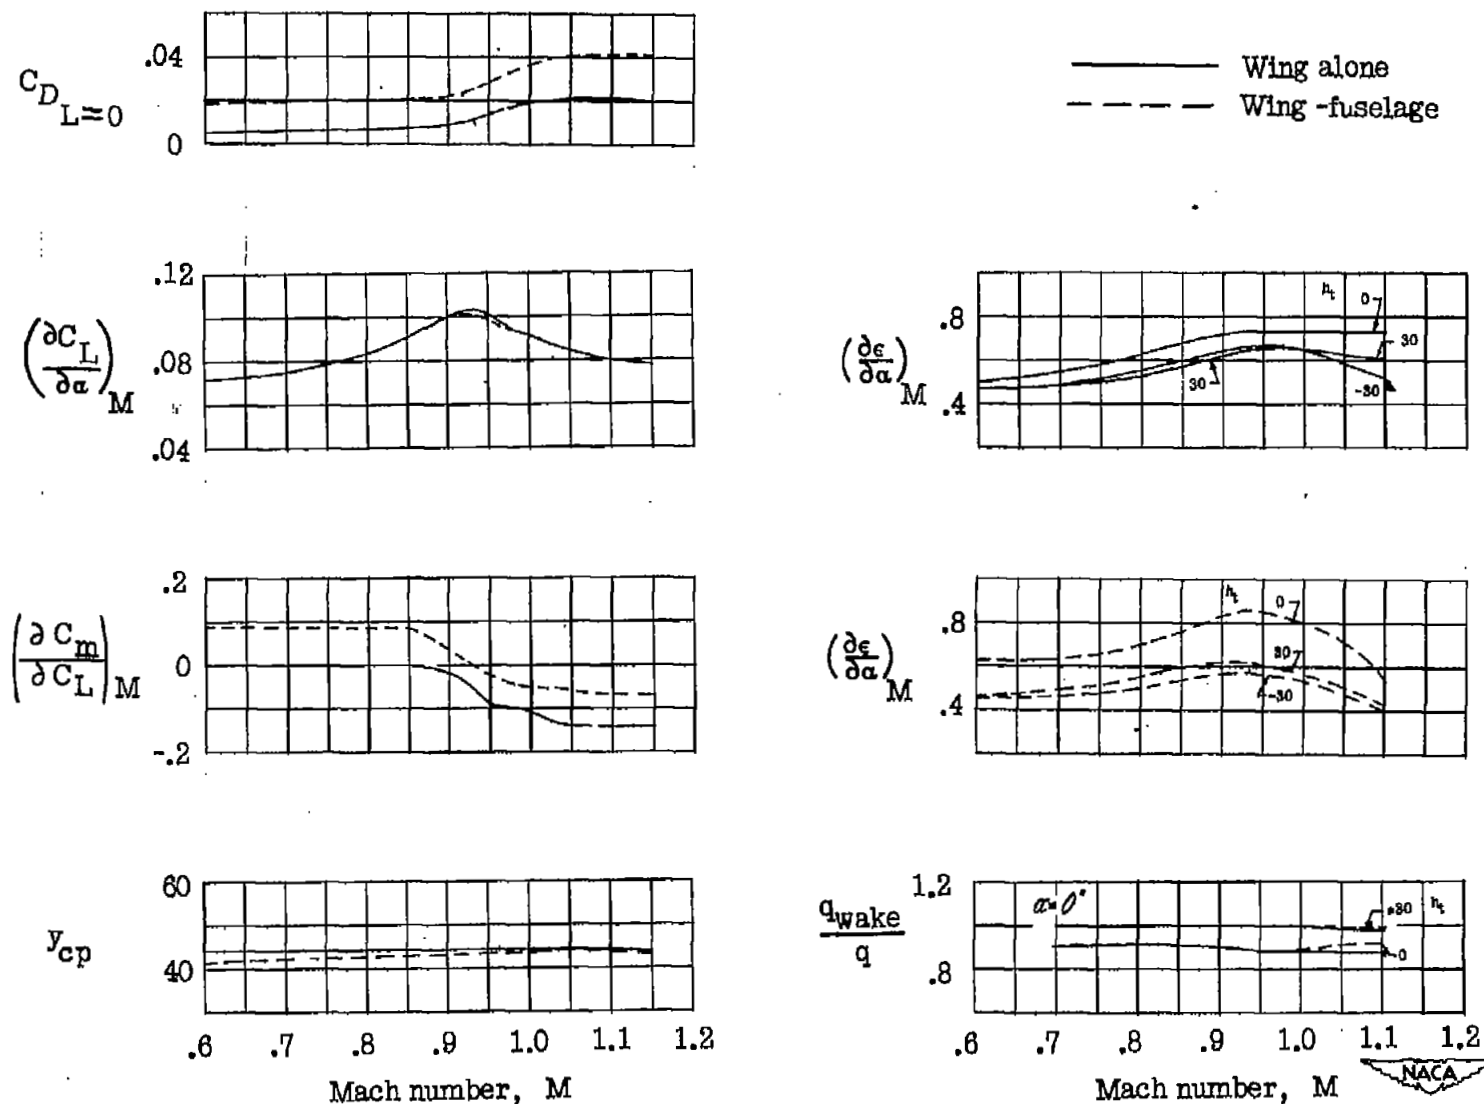 C_D_L=0
.04
0
Wing alone
Wing -fuselage
(∂C_L/∂α)_M
.12
.08
.04
(∂ε/∂α)_M
.8
.4
h_t
0
30
30
-30
(∂C_m/∂C_L)_M
.2
0
-.2
(∂ε/∂α)_M
.8
.4
h_t
0
30
-30
y_cp
60
40
q_wake/q
1.2
.8
α=0°
±30
h_t
0
.6 .7 .8 .9 1.0 1.1 1.2
Mach number, M
.6 .7 .8 .9 1.0 1.1 1.2
Mach number, M
NACA